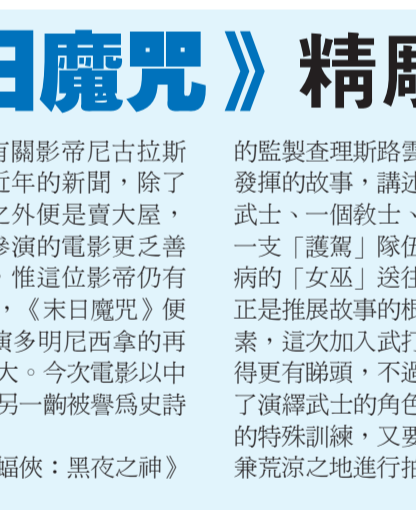 日魔咒》精雕
有關影帝尼古拉斯
近年的新聞，除了
之外便是賣大屋，
參演的電影更乏善
，惟這位影帝仍有
，《末日魔咒》便
演多明尼西拿的再
大。今次電影以中
另一齣被譽為史詩
蝠俠：黑夜之神》
的監製查理斯路雲
發揮的故事，講述
武士、一個教士、
一支「護駕」隊伍
病的「女巫」送往
正是推展故事的根
素，這次加入武打
得更有睇頭，不過
了演繹武士的角色
的特殊訓練，又要
兼荒涼之地進行拍